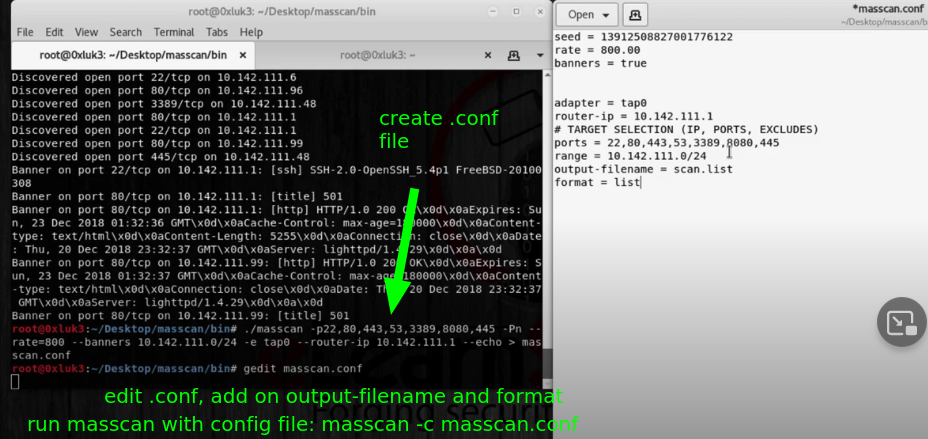 root@0xluk3: ~/Desktop/masscan/bin
File Edit View Search Terminal Tabs Help
root@0xluk3: ~/Desktop/masscan/bin × root@0xluk3: ~ ×
Discovered open port 22/tcp on 10.142.111.6
Discovered open port 80/tcp on 10.142.111.96
Discovered open port 3389/tcp on 10.142.111.48
Discovered open port 80/tcp on 10.142.111.1
Discovered open port 22/tcp on 10.142.111.1
Discovered open port 80/tcp on 10.142.111.99
Discovered open port 445/tcp on 10.142.111.48
Banner on port 22/tcp on 10.142.111.1: [ssh] SSH-2.0-OpenSSH_5.4p1 FreeBSD-20100
308
Banner on port 80/tcp on 10.142.111.1: [title] 501
Banner on port 80/tcp on 10.142.111.1: [http] HTTP/1.0 200 OK\x0d\x0aExpires: Su
n, 23 Dec 2018 01:32:36 GMT\x0d\x0aCache-Control: max-age=180000\x0d\x0aContent-
type: text/html\x0d\x0aContent-Length: 5255\x0d\x0aConnection: close\x0d\x0aDate
: Thu, 20 Dec 2018 23:32:37 GMT\x0d\x0aServer: lighttpd/1.4.29\x0d\x0a\x0d
Banner on port 80/tcp on 10.142.111.99: [http] HTTP/1.0 200 OK\x0d\x0aExpires: S
un, 23 Dec 2018 01:32:37 GMT\x0d\x0aCache-Control: max-age=180000\x0d\x0aContent
-type: text/html\x0d\x0aConnection: close\x0d\x0aDate: Thu, 20 Dec 2018 23:32:37
GMT\x0d\x0aServer: lighttpd/1.4.29\x0d\x0a\x0d
Banner on port 80/tcp on 10.142.111.99: [title] 501
root@0xluk3:~/Desktop/masscan/bin# ./masscan -p22,80,443,53,3389,8080,445 -Pn --
rate=800 --banners 10.142.111.0/24 -e tap0 --router-ip 10.142.111.1 --echo > mas
scan.conf
root@0xluk3:~/Desktop/masscan/bin# gedit masscan.conf
create .conf
file
edit .conf, add on output-filename and format
run masscan with config file: masscan -c masscan.conf
Forging securit
Open
*masscan.conf
~/Desktop/masscan/b
seed = 13912508827001776122
rate = 800.00
banners = true
adapter = tap0
router-ip = 10.142.111.1
# TARGET SELECTION (IP, PORTS, EXCLUDES)
ports = 22,80,443,53,3389,8080,445
range = 10.142.111.0/24
output-filename = scan.list
format = list